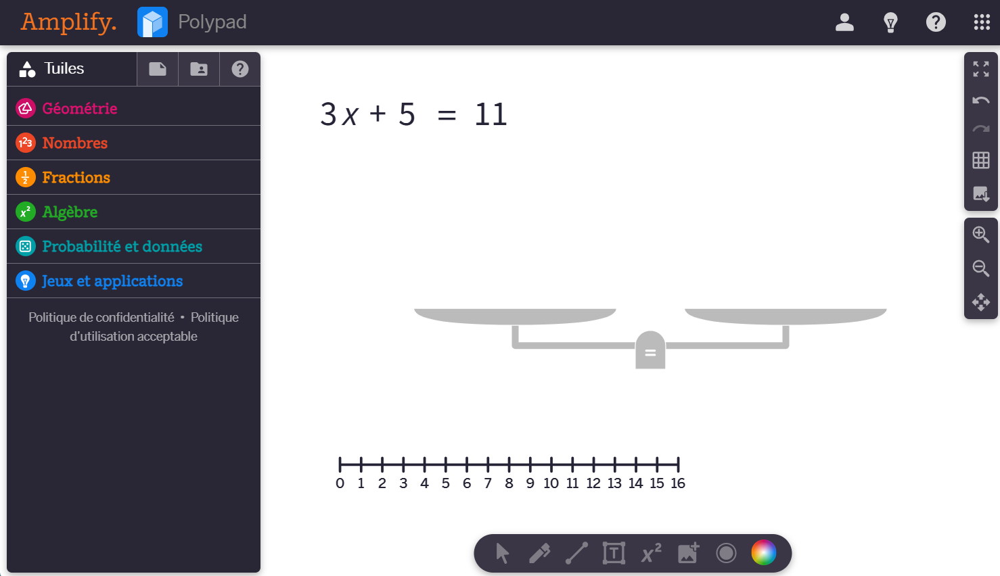 Amplify. Polypad
Tuiles
Géométrie
Nombres
Fractions
Algèbre
Probabilité et données
Jeux et applications
Politique de confidentialité • Politique
d'utilisation acceptable
3x + 5 = 11
=
0 1 2 3 4 5 6 7 8 9 10 11 12 13 14 15 16